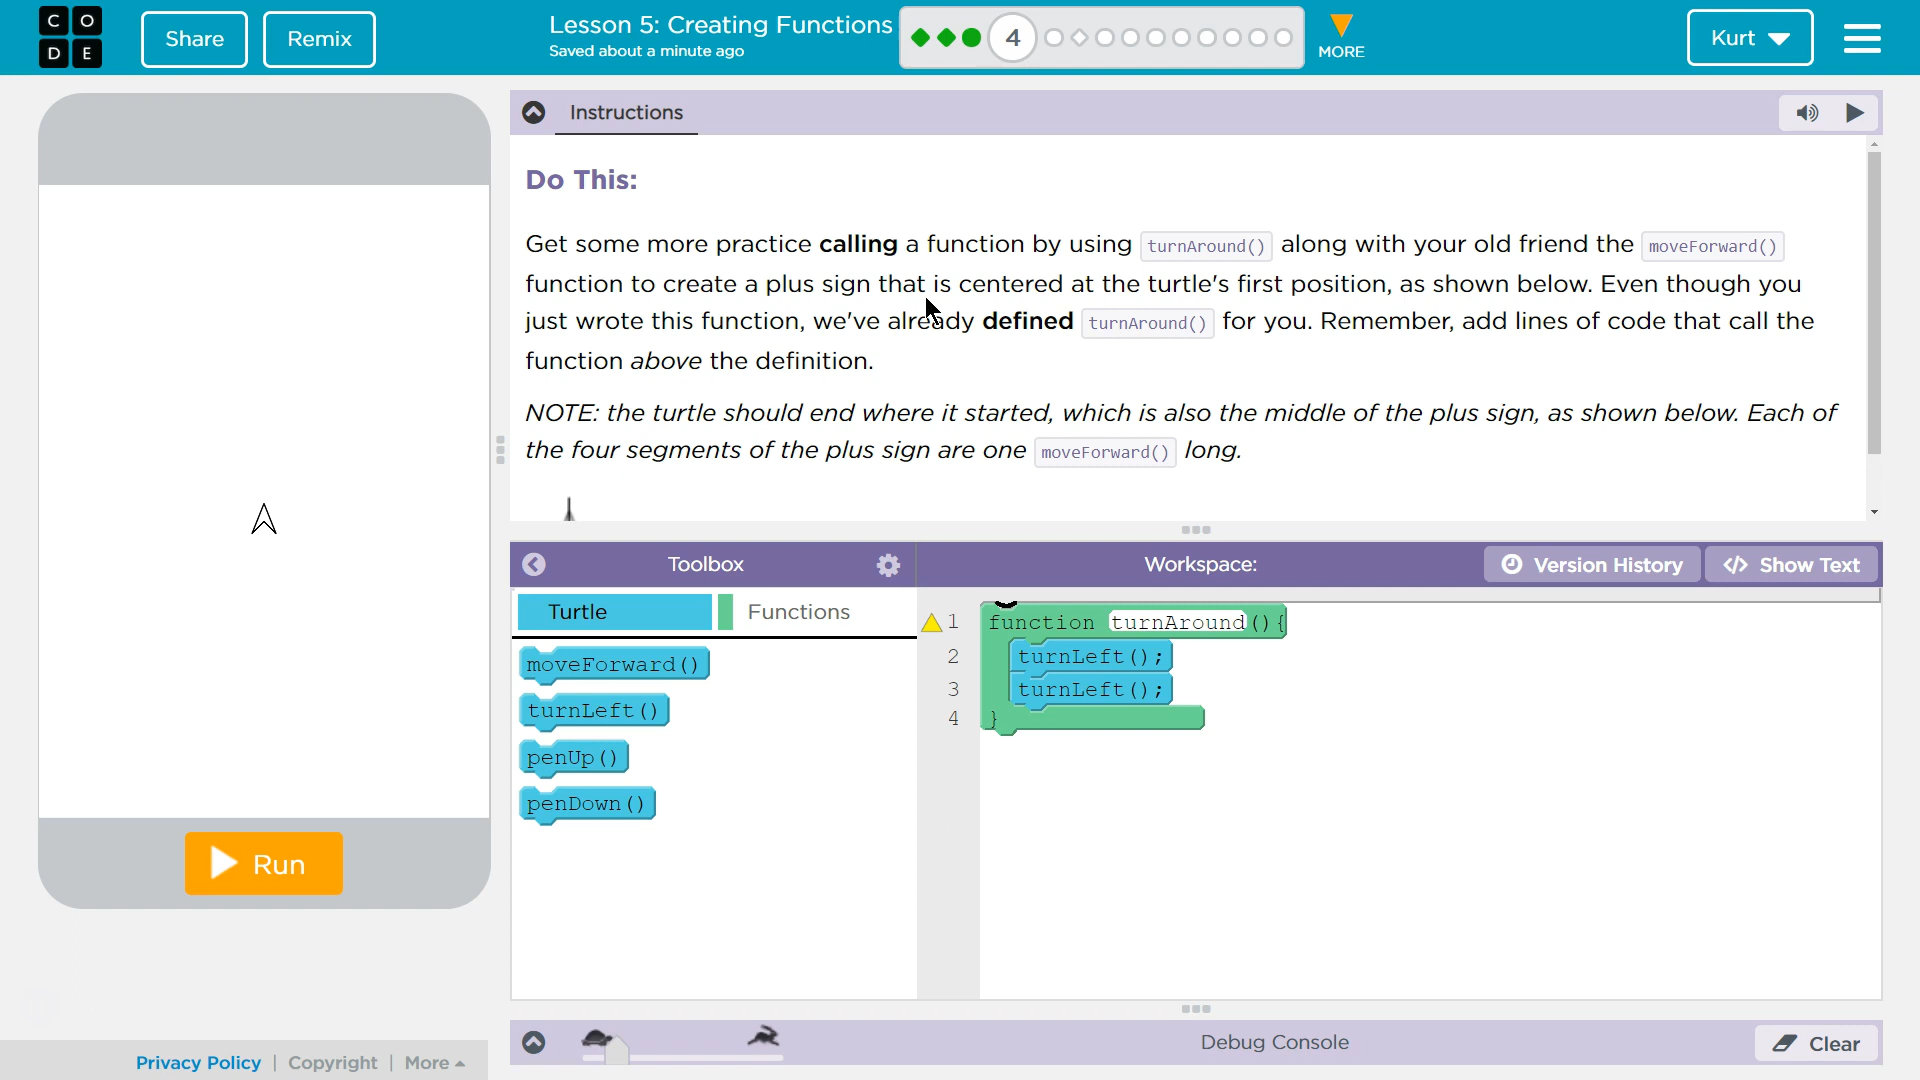 C O
D E
Share
Remix
Lesson 5: Creating Functions
Saved about a minute ago
4
MORE
Kurt
Instructions
Do This:
Get some more practice calling a function by using turnAround() along with your old friend the moveForward()
function to create a plus sign that is centered at the turtle's first position, as shown below. Even though you
just wrote this function, we've already defined turnAround() for you. Remember, add lines of code that call the
function above the definition.
NOTE: the turtle should end where it started, which is also the middle of the plus sign, as shown below. Each of
the four segments of the plus sign are one moveForward() long.
Run
Toolbox
Workspace:
Version History
</> Show Text
Turtle
Functions
moveForward()
turnLeft()
penUp()
penDown()
1 function turnAround(){
2 turnLeft();
3 turnLeft();
4 }
Debug Console
Clear
Privacy Policy | Copyright | More